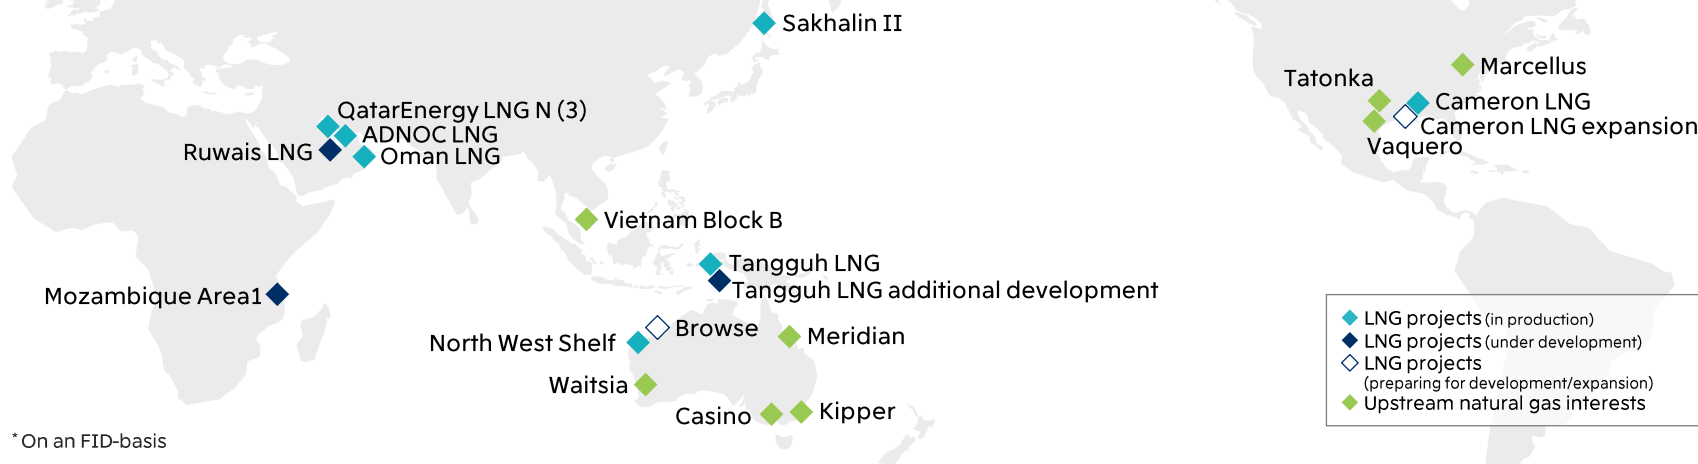 Sakhalin II
Marcellus
Tatonka
QatarEnergy LNG N (3)
Cameron LNG
ADNOC LNG
Cameron LNG expansion
Ruwais LNG
Oman LNG
Vaquero
Vietnam Block B
Tangguh LNG
Tangguh LNG additional development
Mozambique Area1
Browse
North West Shelf
Meridian
Waitsia
Casino
Kipper
LNG projects (in production)
LNG projects (under development)
LNG projects
(preparing for development/expansion)
Upstream natural gas interests
* On an FID-basis